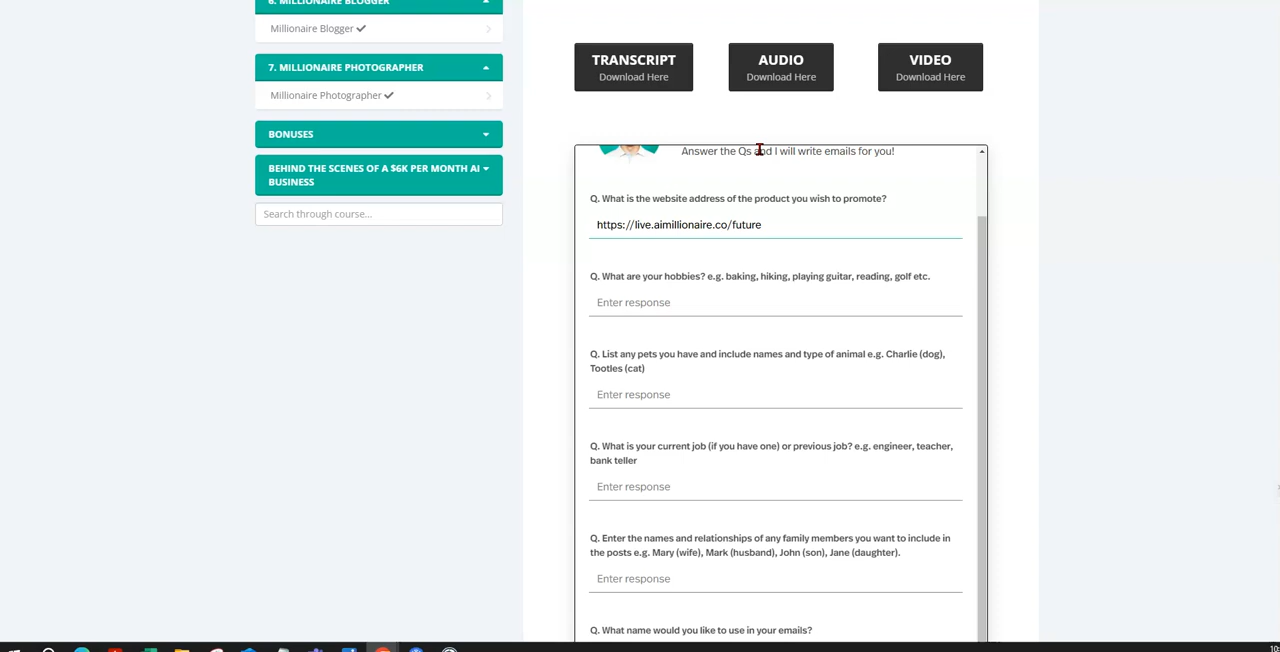 6. MILLIONAIRE BLOGGER
Millionaire Blogger
7. MILLIONAIRE PHOTOGRAPHER
Millionaire Photographer
BONUSES
BEHIND THE SCENES OF A $6K PER MONTH AI
BUSINESS
Search through course...
TRANSCRIPT
Download Here
AUDIO
Download Here
VIDEO
Download Here
Answer the Qs and I will write emails for you!
Q. What is the website address of the product you wish to promote?
https://live.aimillionaire.co/future
Q. What are your hobbies? e.g. baking, hiking, playing guitar, reading, golf etc.
Enter response
Q. List any pets you have and include names and type of animal e.g. Charlie (dog),
Tootles (cat)
Enter response
Q. What is your current job (if you have one) or previous job? e.g. engineer, teacher,
bank teller
Enter response
Q. Enter the names and relationships of any family members you want to include in
the posts e.g. Mary (wife), Mark (husband), John (son), Jane (daughter).
Enter response
Q. What name would you like to use in your emails?